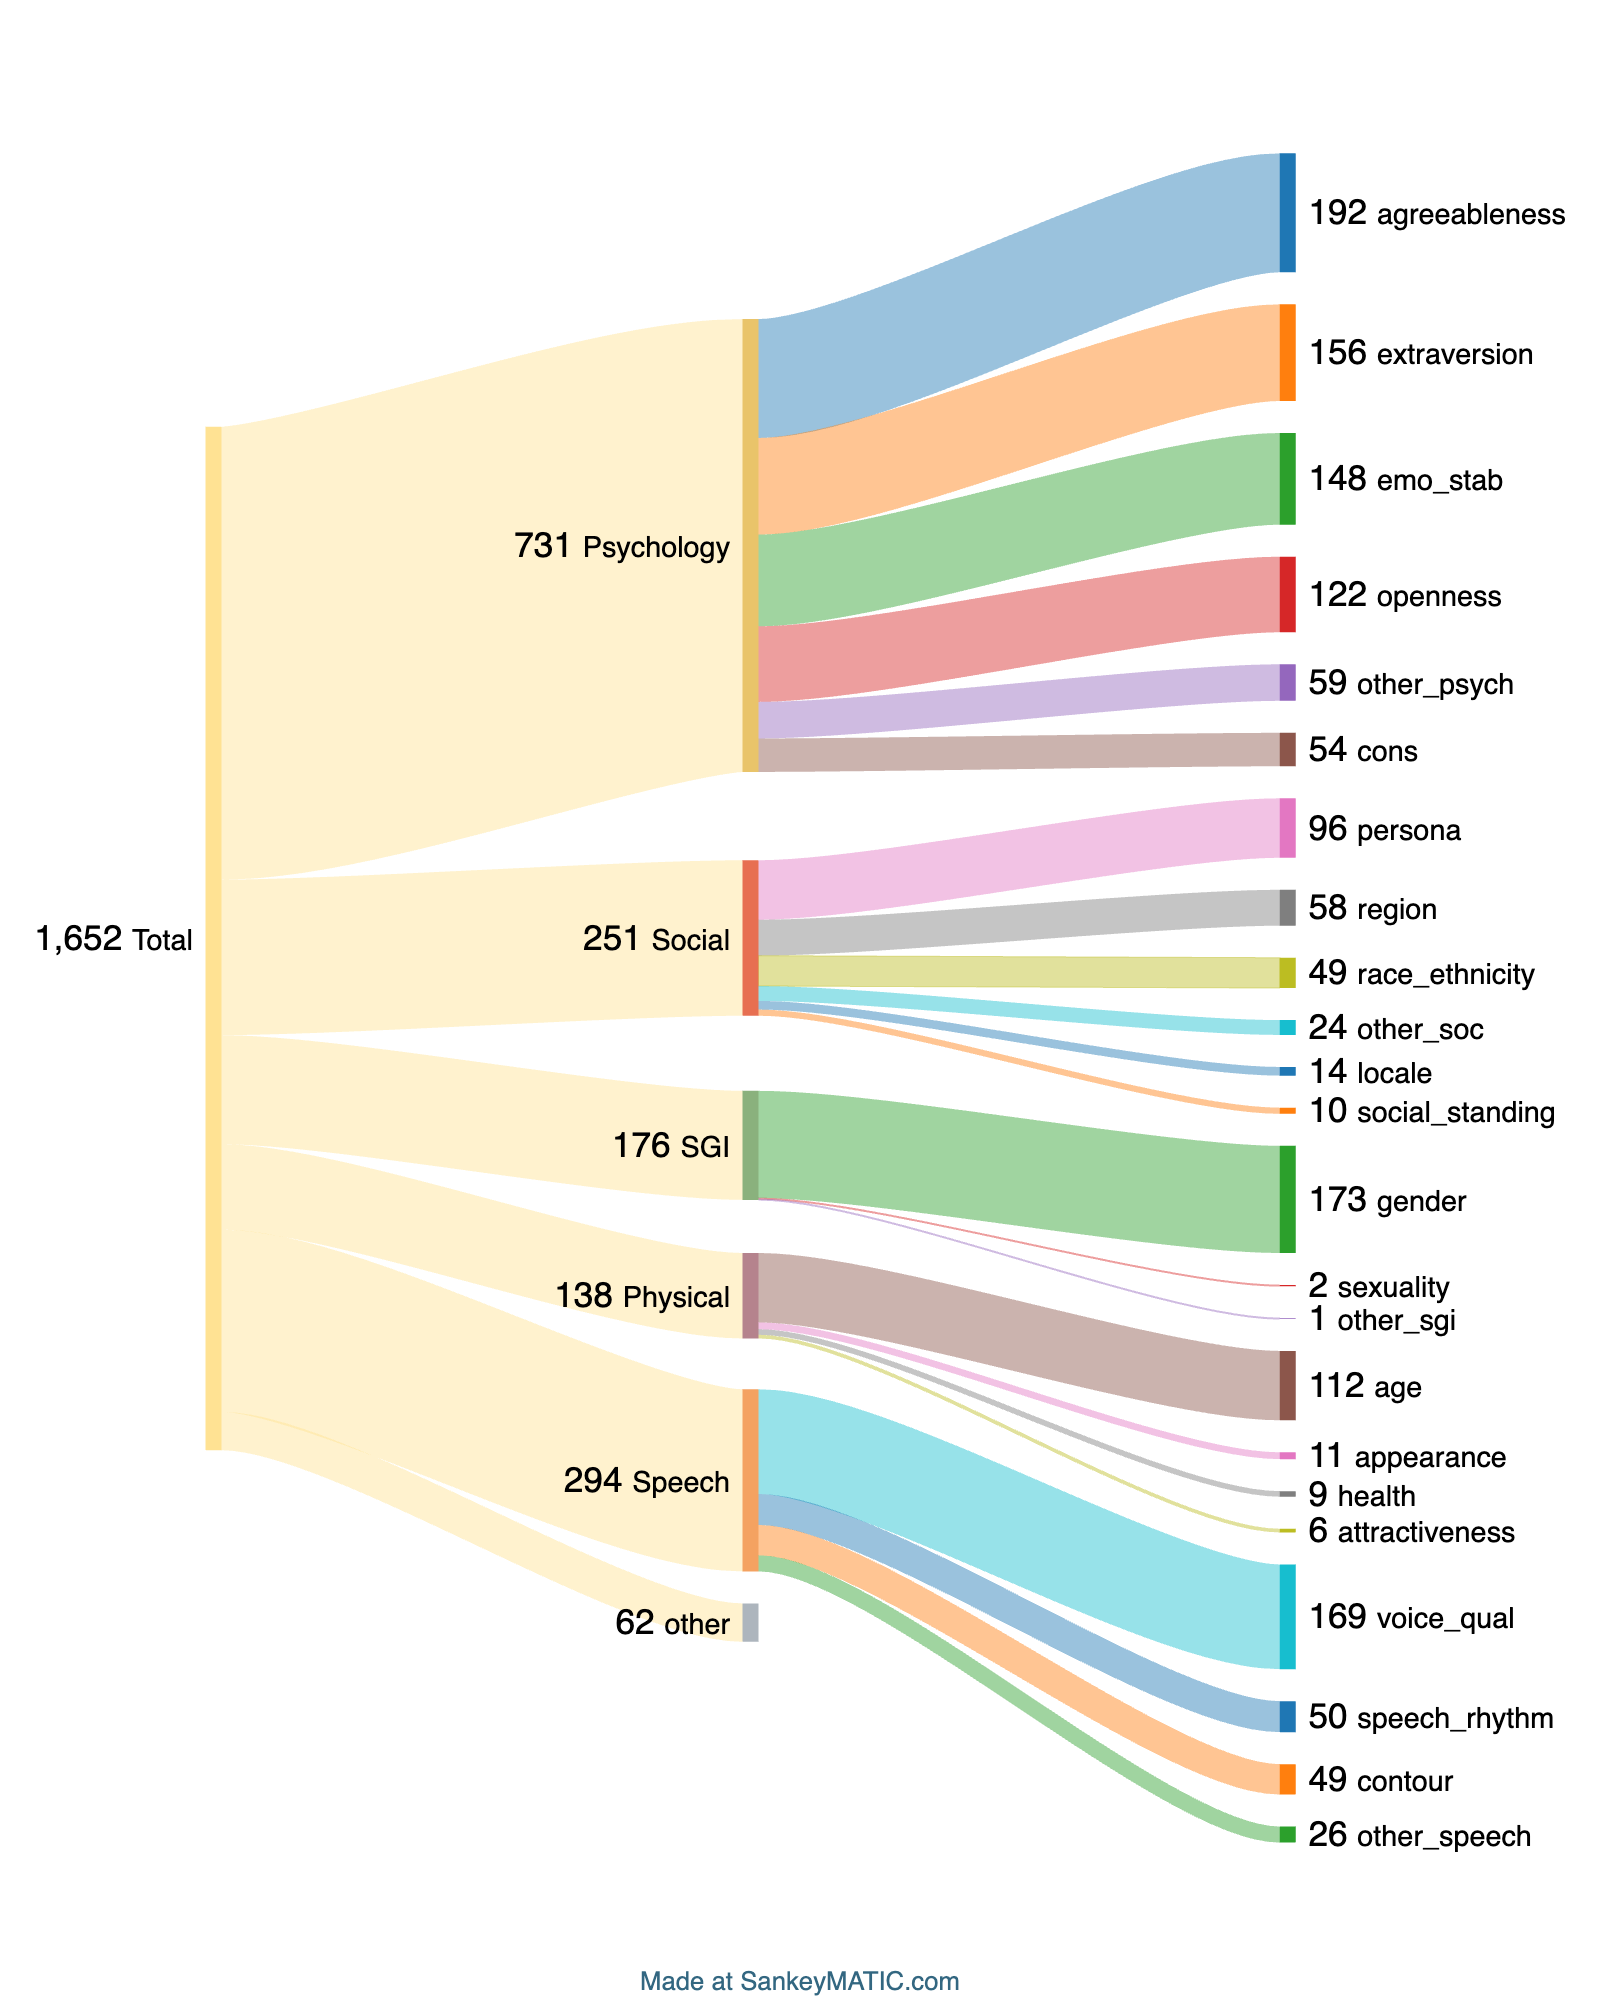 1,652 Total
731 Psychology
251 Social
176 SGI
138 Physical
294 Speech
62 other
192 agreeableness
156 extraversion
148 emo_stab
122 openness
59 other_psych
54 cons
96 persona
58 region
49 race_ethnicity
24 other_soc
14 locale
10 social_standing
173 gender
2 sexuality
1 other_sgi
112 age
11 appearance
9 health
6 attractiveness
169 voice_qual
50 speech_rhythm
49 contour
26 other_speech
Made at SankeyMATIC.com